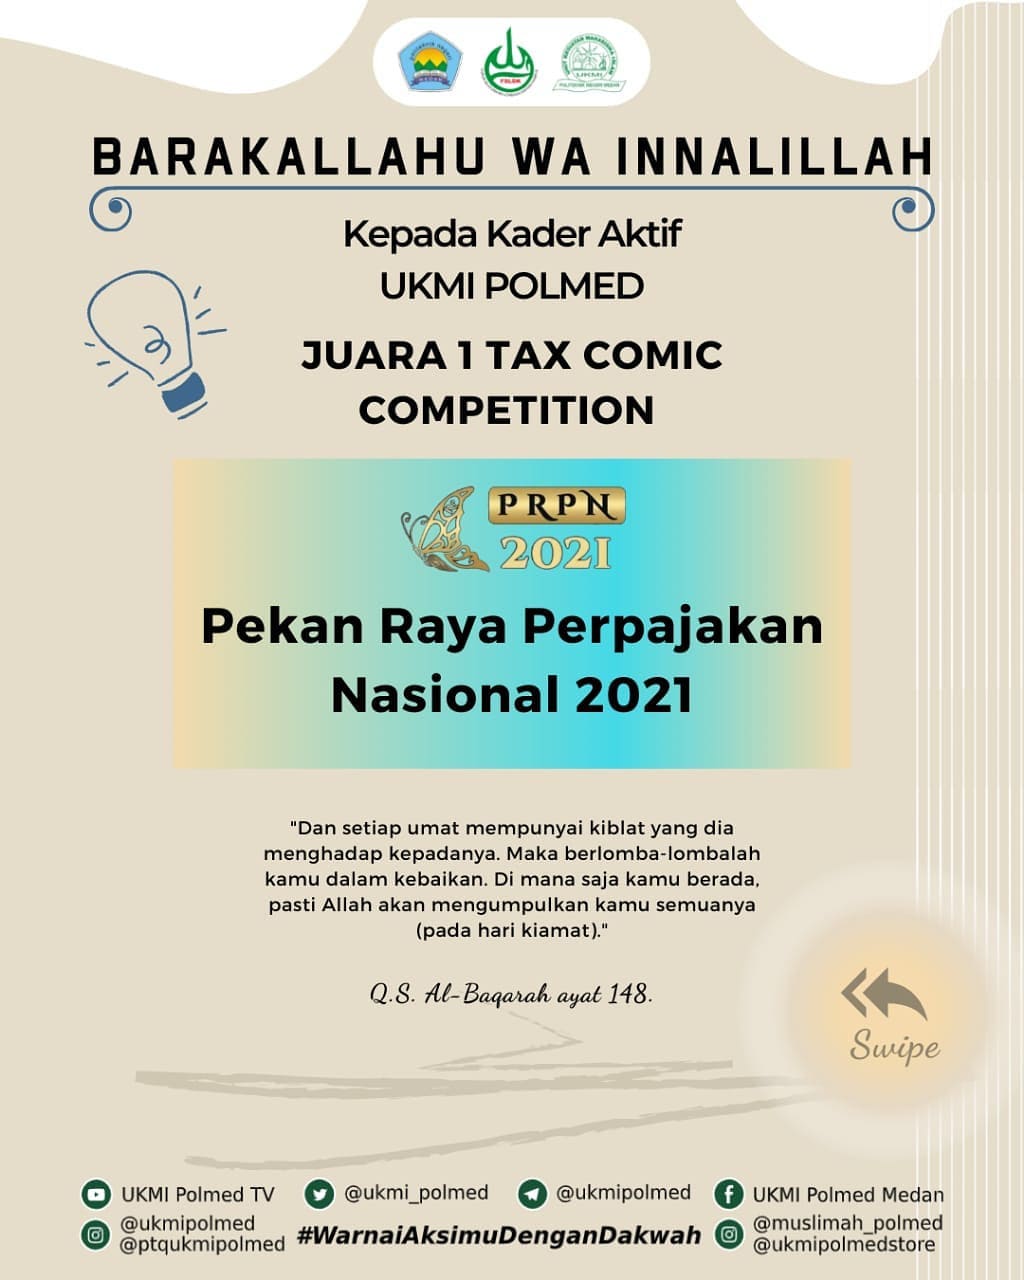 BARAKALLAHU WA INNALILLAH
Kepada Kader Aktif
UKMI POLMED
JUARA 1 TAX COMIC
COMPETITION
PRPN
2021
Pekan Raya Perpajakan
Nasional 2021
"Dan setiap umat mempunyai kiblat yang dia
menghadap kepadanya. Maka berlomba-lombalah
kamu dalam kebaikan. Di mana saja kamu berada,
pasti Allah akan mengumpulkan kamu semuanya
(pada hari kiamat)."
Q.S. Al-Baqarah ayat 148.
Swipe
UKMI Polmed TV
@ukmi_polmed
@ukmipolmed
UKMI Polmed Medan
@ukmipolmed
@ptqukmipolmed
#WarnaiAksimuDenganDakwah
@muslimah_polmed
@ukmipolmedstore